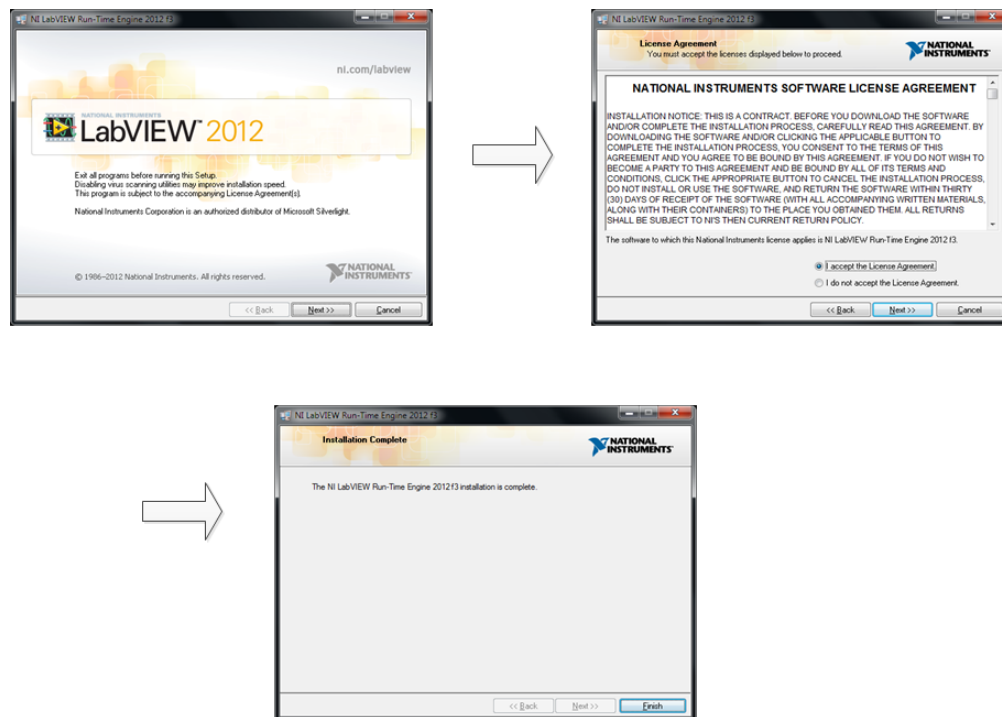 NI LabVIEW Run-Time Engine 2012 f3
ni.com/labview
NATIONAL INSTRUMENTS
LabVIEW™ 2012
Exit all programs before running this Setup.
Disabling virus scanning utilities may improve installation speed.
This program is subject to the accompanying License Agreement(s).
National Instruments Corporation is an authorized distributor of Microsoft Silverlight.
© 1986–2012 National Instruments. All rights reserved.
NATIONAL
INSTRUMENTS
<< Back
Next >>
Cancel
NI LabVIEW Run-Time Engine 2012 f3
License Agreement
You must accept the licenses displayed below to proceed.
NATIONAL
INSTRUMENTS
NATIONAL INSTRUMENTS SOFTWARE LICENSE AGREEMENT
INSTALLATION NOTICE: THIS IS A CONTRACT. BEFORE YOU DOWNLOAD THE SOFTWARE
AND/OR COMPLETE THE INSTALLATION PROCESS, CAREFULLY READ THIS AGREEMENT. BY
DOWNLOADING THE SOFTWARE AND/OR CLICKING THE APPLICABLE BUTTON TO
COMPLETE THE INSTALLATION PROCESS, YOU CONSENT TO THE TERMS OF THIS
AGREEMENT AND YOU AGREE TO BE BOUND BY THIS AGREEMENT. IF YOU DO NOT WISH TO
BECOME A PARTY TO THIS AGREEMENT AND BE BOUND BY ALL OF ITS TERMS AND
CONDITIONS, CLICK THE APPROPRIATE BUTTON TO CANCEL THE INSTALLATION PROCESS,
DO NOT INSTALL OR USE THE SOFTWARE, AND RETURN THE SOFTWARE WITHIN THIRTY
(30) DAYS OF RECEIPT OF THE SOFTWARE (WITH ALL ACCOMPANYING WRITTEN MATERIALS,
ALONG WITH THEIR CONTAINERS) TO THE PLACE YOU OBTAINED THEM. ALL RETURNS
SHALL BE SUBJECT TO NI'S THEN CURRENT RETURN POLICY.
The software to which this National Instruments license applies is NI LabVIEW Run-Time Engine 2012 f3.
I accept the License Agreement.
I do not accept the License Agreement.
<< Back
Next >>
Cancel
NI LabVIEW Run-Time Engine 2012 f3
Installation Complete
NATIONAL
INSTRUMENTS
The NI LabVIEW Run-Time Engine 2012 f3 installation is complete.
<< Back
Next >>
Finish